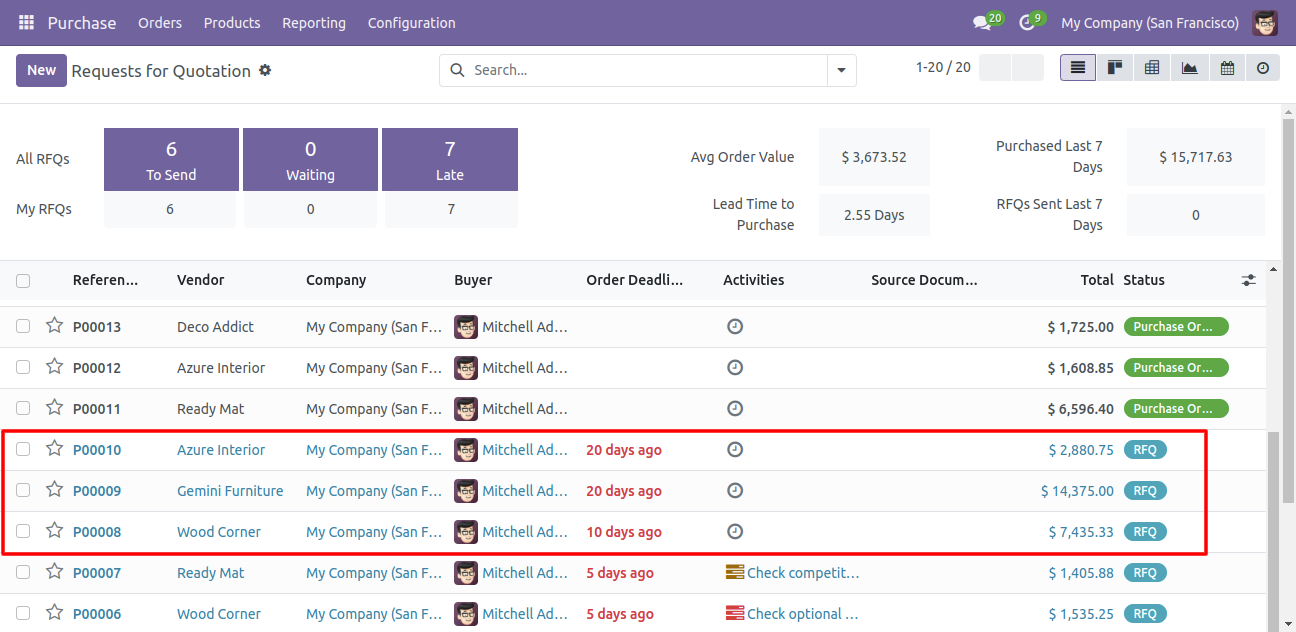 Purchase Orders Products Reporting Configuration 20 9 My Company (San Francisco)
New Requests for Quotation Search... 1-20 / 20
All RFQs 6 To Send 0 Waiting 7 Late
My RFQs 6 0 7
Avg Order Value $ 3,673.52 Purchased Last 7 Days $ 15,717.63
Lead Time to Purchase 2.55 Days RFQs Sent Last 7 Days 0
Referen... Vendor Company Buyer Order Deadli... Activities Source Docum... Total Status
P00013 Deco Addict My Company (San F... Mitchell Ad... $ 1,725.00 Purchase Or...
P00012 Azure Interior My Company (San F... Mitchell Ad... $ 1,608.85 Purchase Or...
P00011 Ready Mat My Company (San F... Mitchell Ad... $ 6,596.40 Purchase Or...
P00010 Azure Interior My Company (San F... Mitchell Ad... 20 days ago $ 2,880.75 RFQ
P00009 Gemini Furniture My Company (San F... Mitchell Ad... 20 days ago $ 14,375.00 RFQ
P00008 Wood Corner My Company (San F... Mitchell Ad... 10 days ago $ 7,435.33 RFQ
P00007 Ready Mat My Company (San F... Mitchell Ad... 5 days ago Check competit... $ 1,405.88 RFQ
P00006 Wood Corner My Company (San F... Mitchell Ad... 5 days ago Check optional ... $ 1,535.25 RFQ